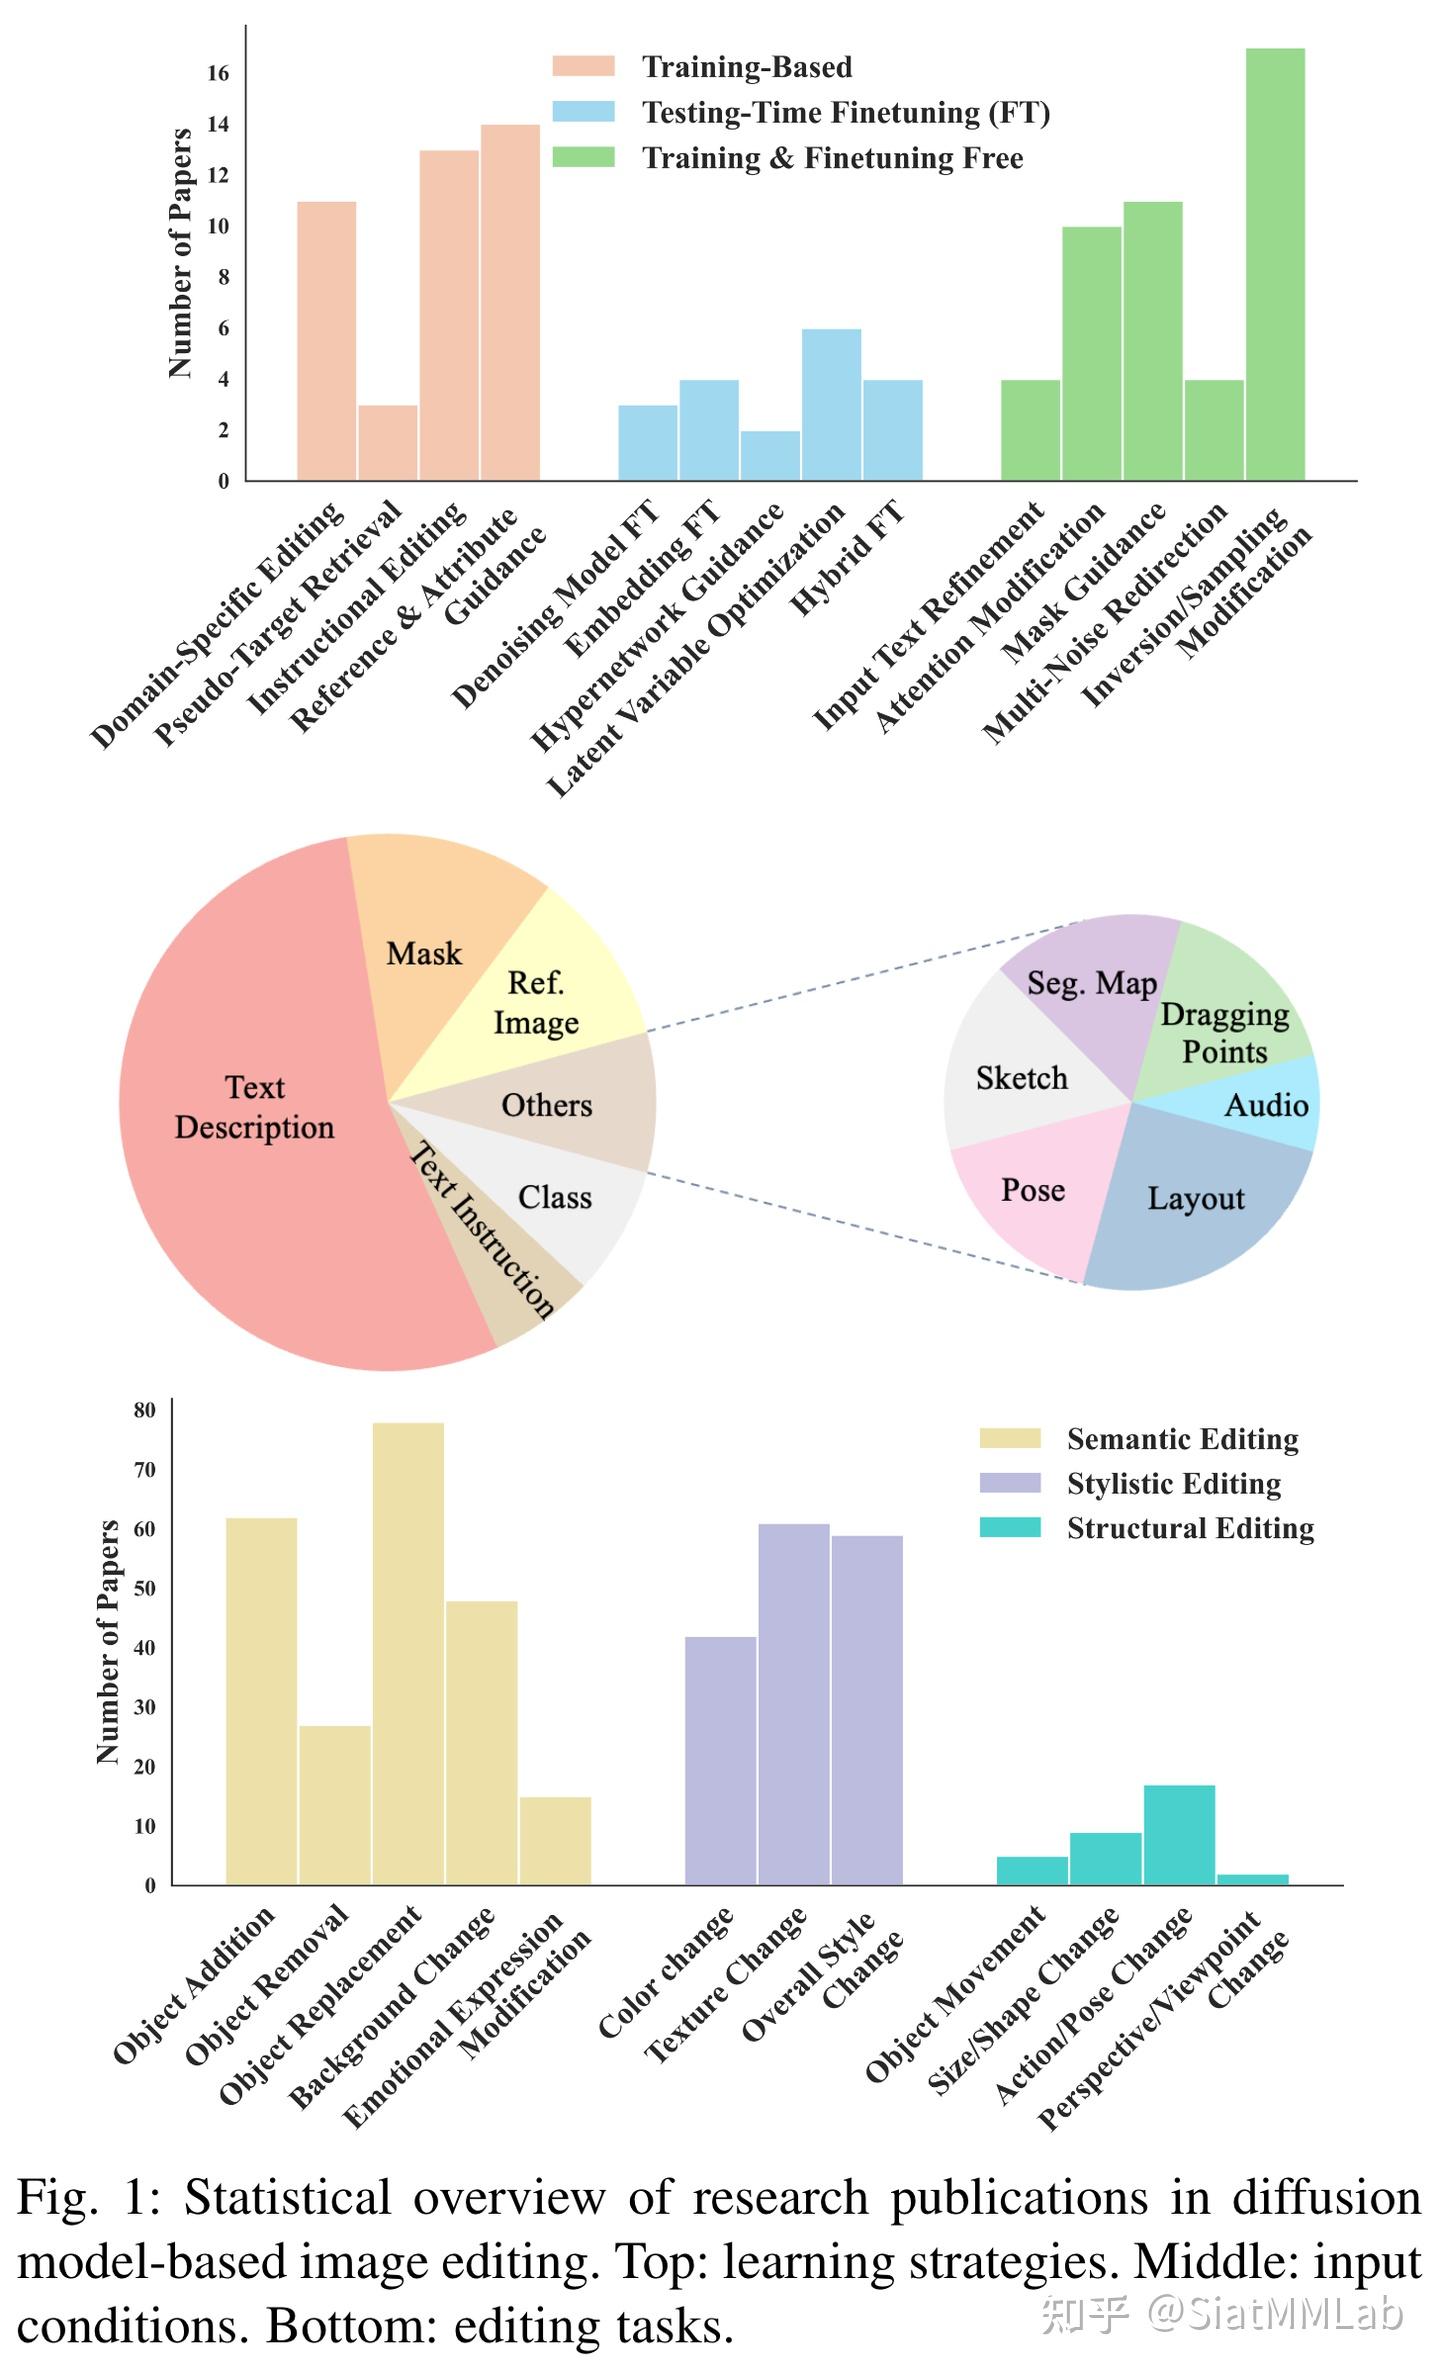 16
14
12
10
8
6
4
2
0
Number of Papers
Training-Based
Testing-Time Finetuning (FT)
Training & Finetuning Free
Domain-Specific Editing
Pseudo-Target Retrieval
Instructional Editing
Reference & Attribute
Guidance
Denoising Model FT
Embedding FT
Hypernetwork Guidance
Latent Variable Optimization
Hybrid FT
Input Text Refinement
Attention Modification
Mask Guidance
Multi-Noise Redirection
Inversion/Sampling
Modification
Mask
Ref.
Image
Text
Description
Others
Class
Text Instruction
Seg. Map
Dragging
Points
Sketch
Audio
Pose
Layout
80
70
60
50
40
30
20
10
0
Number of Papers
Semantic Editing
Stylistic Editing
Structural Editing
Object Addition
Object Removal
Object Replacement
Background Change
Emotional Expression
Modification
Color change
Texture Change
Overall Style
Change
Object Movement
Size/Shape Change
Action/Pose Change
Perspective/Viewpoint
Change
Fig. 1: Statistical overview of research publications in diffusion
model-based image editing. Top: learning strategies. Middle: input
conditions. Bottom: editing tasks.
知乎 @SiatMMLab